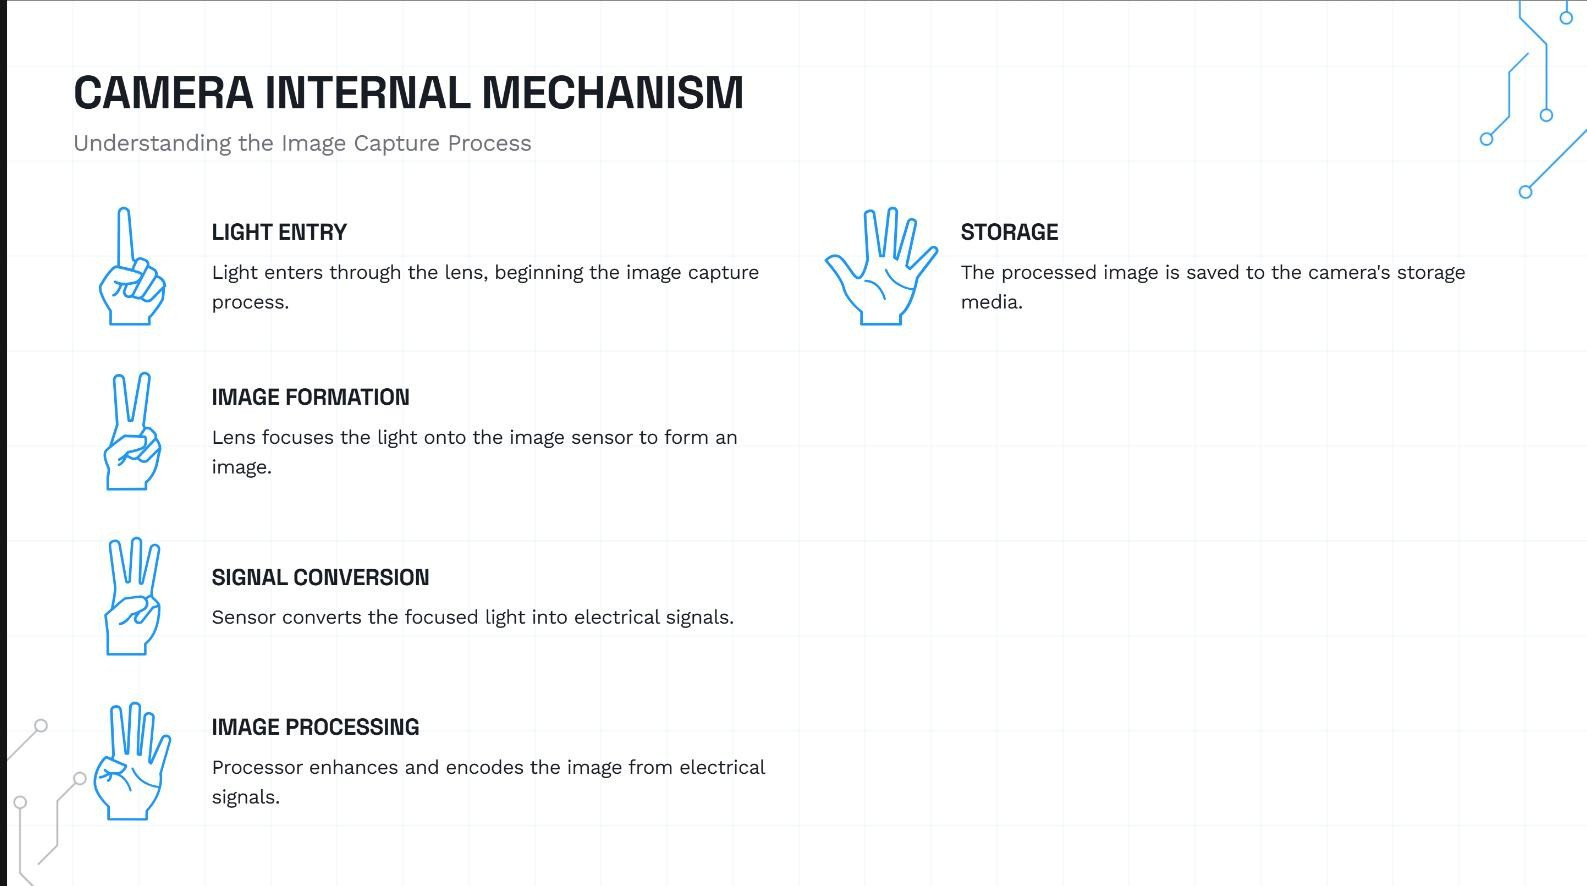 CAMERA INTERNAL MECHANISM
Understanding the Image Capture Process
LIGHT ENTRY
Light enters through the lens, beginning the image capture
process.
IMAGE FORMATION
Lens focuses the light onto the image sensor to form an
image.
SIGNAL CONVERSION
Sensor converts the focused light into electrical signals.
IMAGE PROCESSING
Processor enhances and encodes the image from electrical
signals.
STORAGE
The processed image is saved to the camera's storage
media.